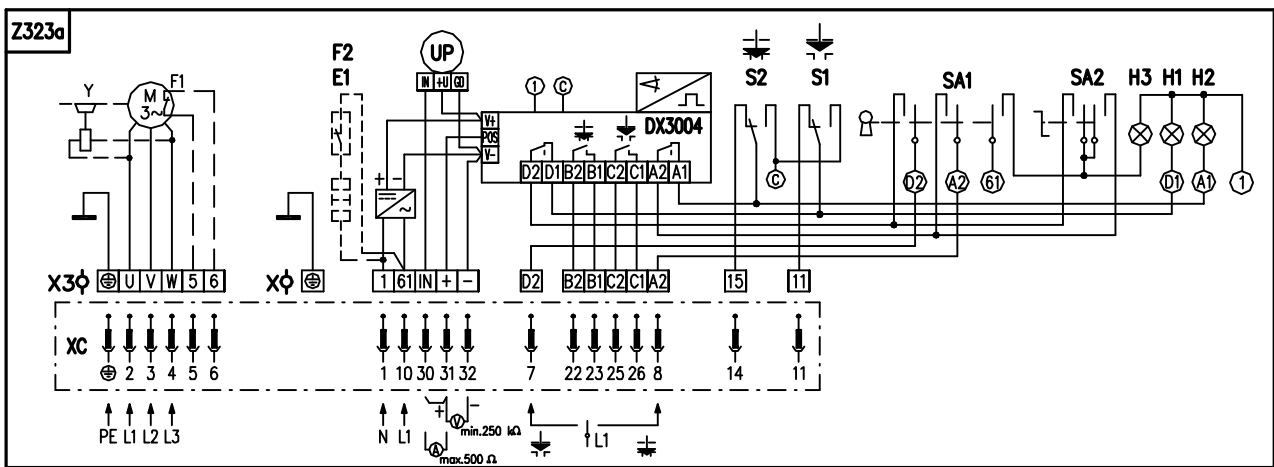 Z323a
Y
M
3~
F1
F2
E1
UP
IN +U GD
V+
POS
V-
1 C
DX3004
D2 D1 B2 B1 C2 C1 A2 A1
S2 S1 SA1 SA2 H3 H1 H2
C D2 A2 61 D1 A1 1
+ -
~
X3 U V W 5 6
X 1 61 IN + - D2 B2 B1 C2 C1 A2 15 11
XC
2 3 4 5 6 1 10 30 31 32 7 22 23 25 26 8 14 11
PE L1 L2 L3 N L1
+ V -
min.250 kΩ
A
max.500 Ω
L1